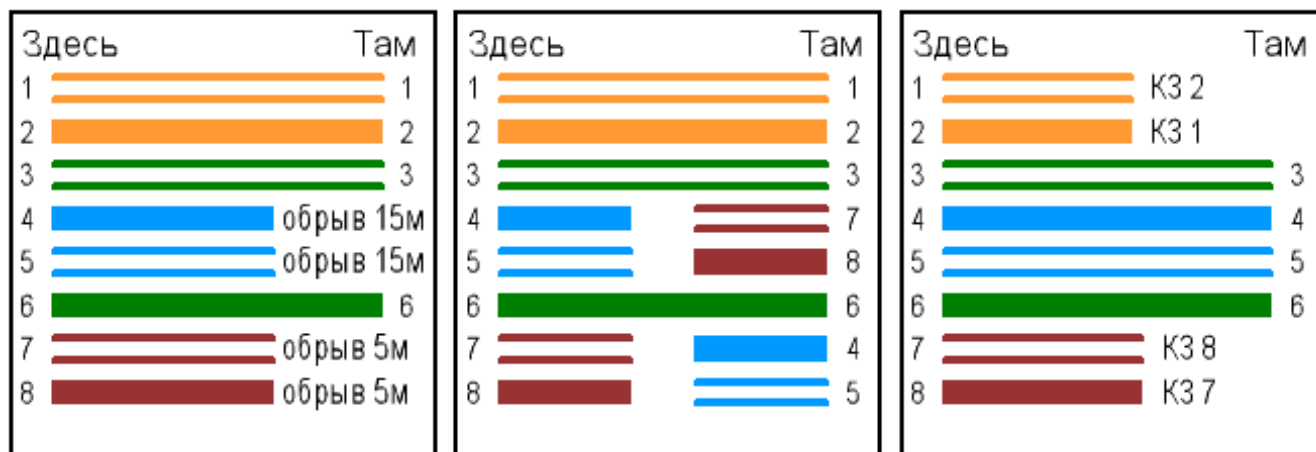 Здесь Там
1 1
2 2
3 3
4 обрыв 15м
5 обрыв 15м
6 6
7 обрыв 5м
8 обрыв 5м
Здесь Там
1 1
2 2
3 3
4 7
5 8
6 6
7 4
8 5
Здесь Там
1 КЗ 2
2 КЗ 1
3 3
4 4
5 5
6 6
7 КЗ 8
8 КЗ 7